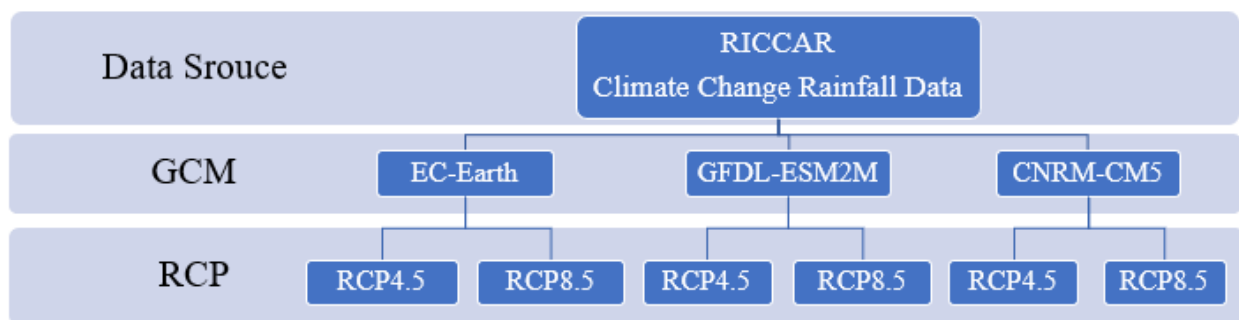 Data Srouce
RICCAR
Climate Change Rainfall Data
GCM
EC-Earth
GFDL-ESM2M
CNRM-CM5
RCP
RCP4.5
RCP8.5
RCP4.5
RCP8.5
RCP4.5
RCP8.5